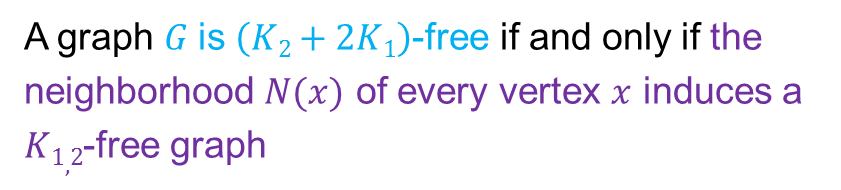 A graph G is (K₂ + 2K₁)-free if and only if the
neighborhood N(x) of every vertex x induces a
K₁,₂-free graph